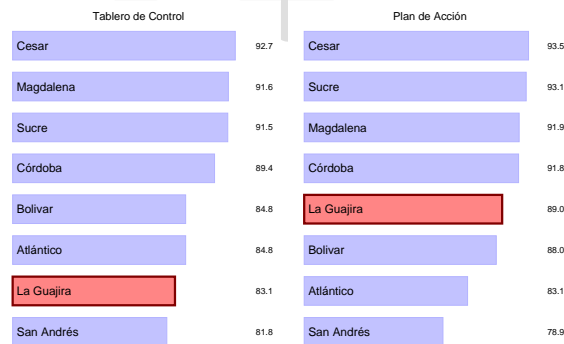 Tablero de Control
Cesar 92.7
Magdalena 91.6
Sucre 91.5
Córdoba 89.4
Bolivar 84.8
Atlántico 84.8
La Guajira 83.1
San Andrés 81.8
Plan de Acción
Cesar 93.5
Sucre 93.1
Magdalena 91.9
Córdoba 91.8
La Guajira 89.0
Bolivar 88.0
Atlántico 83.1
San Andrés 78.9